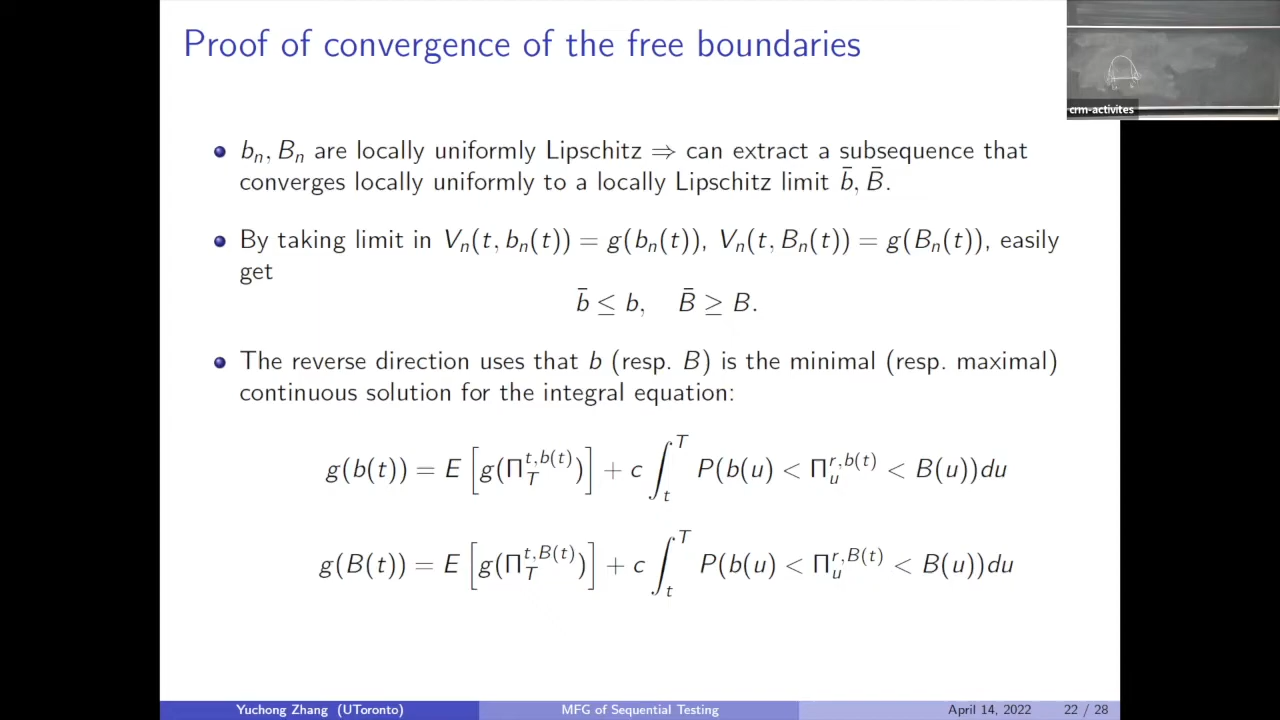 Proof of convergence of the free boundaries
crm-activites
b_n, B_n are locally uniformly Lipschitz ⇒ can extract a subsequence that
converges locally uniformly to a locally Lipschitz limit b̄, B̄.
By taking limit in V_n(t, b_n(t)) = g(b_n(t)), V_n(t, B_n(t)) = g(B_n(t)), easily
get
b̄ ≤ b, B̄ ≥ B.
The reverse direction uses that b (resp. B) is the minimal (resp. maximal)
continuous solution for the integral equation:
g(b(t)) = E [g(Π_T^{t,b(t)})] + c ∫_t^T P(b(u) < Π_u^{r,b(t)} < B(u))du
g(B(t)) = E [g(Π_T^{t,B(t)})] + c ∫_t^T P(b(u) < Π_u^{r,B(t)} < B(u))du
Yuchong Zhang (UToronto) MFG of Sequential Testing April 14, 2022 22 / 28